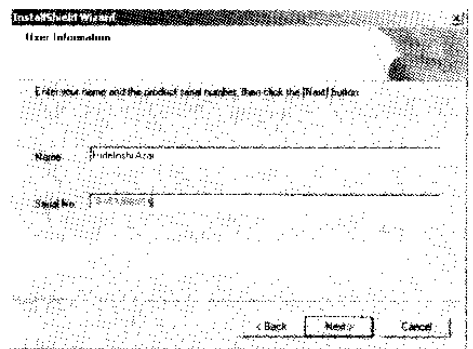 InstallShield Wizard
User Information
Enter your name and the product serial number, then click the [Next] button
Name
Serial No
< Back
Next >
Cancel